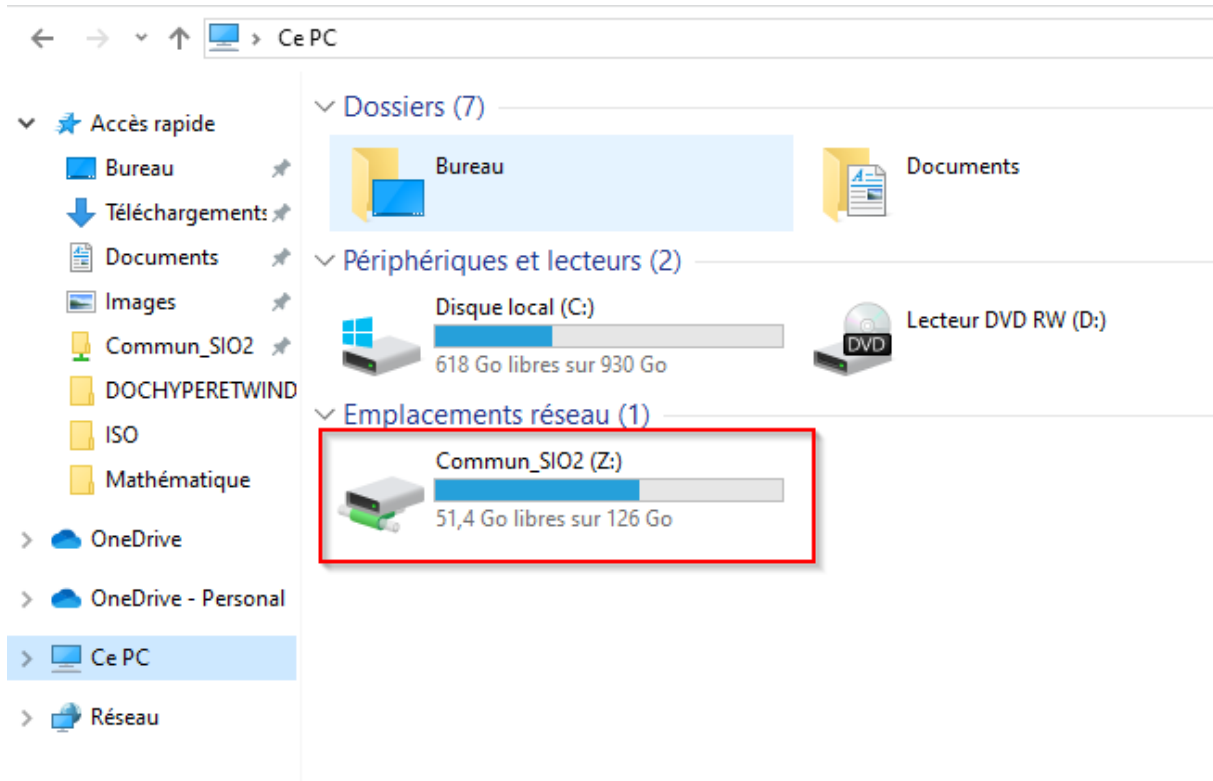 Ce PC
Accès rapide
Bureau
Téléchargements
Documents
Images
Commun_SIO2
DOCHYPERETWIND
ISO
Mathématique
OneDrive
OneDrive - Personal
Ce PC
Réseau
Dossiers (7)
Bureau
Documents
Périphériques et lecteurs (2)
Disque local (C:)
618 Go libres sur 930 Go
DVD
Lecteur DVD RW (D:)
Emplacements réseau (1)
Commun_SIO2 (Z:)
51,4 Go libres sur 126 Go